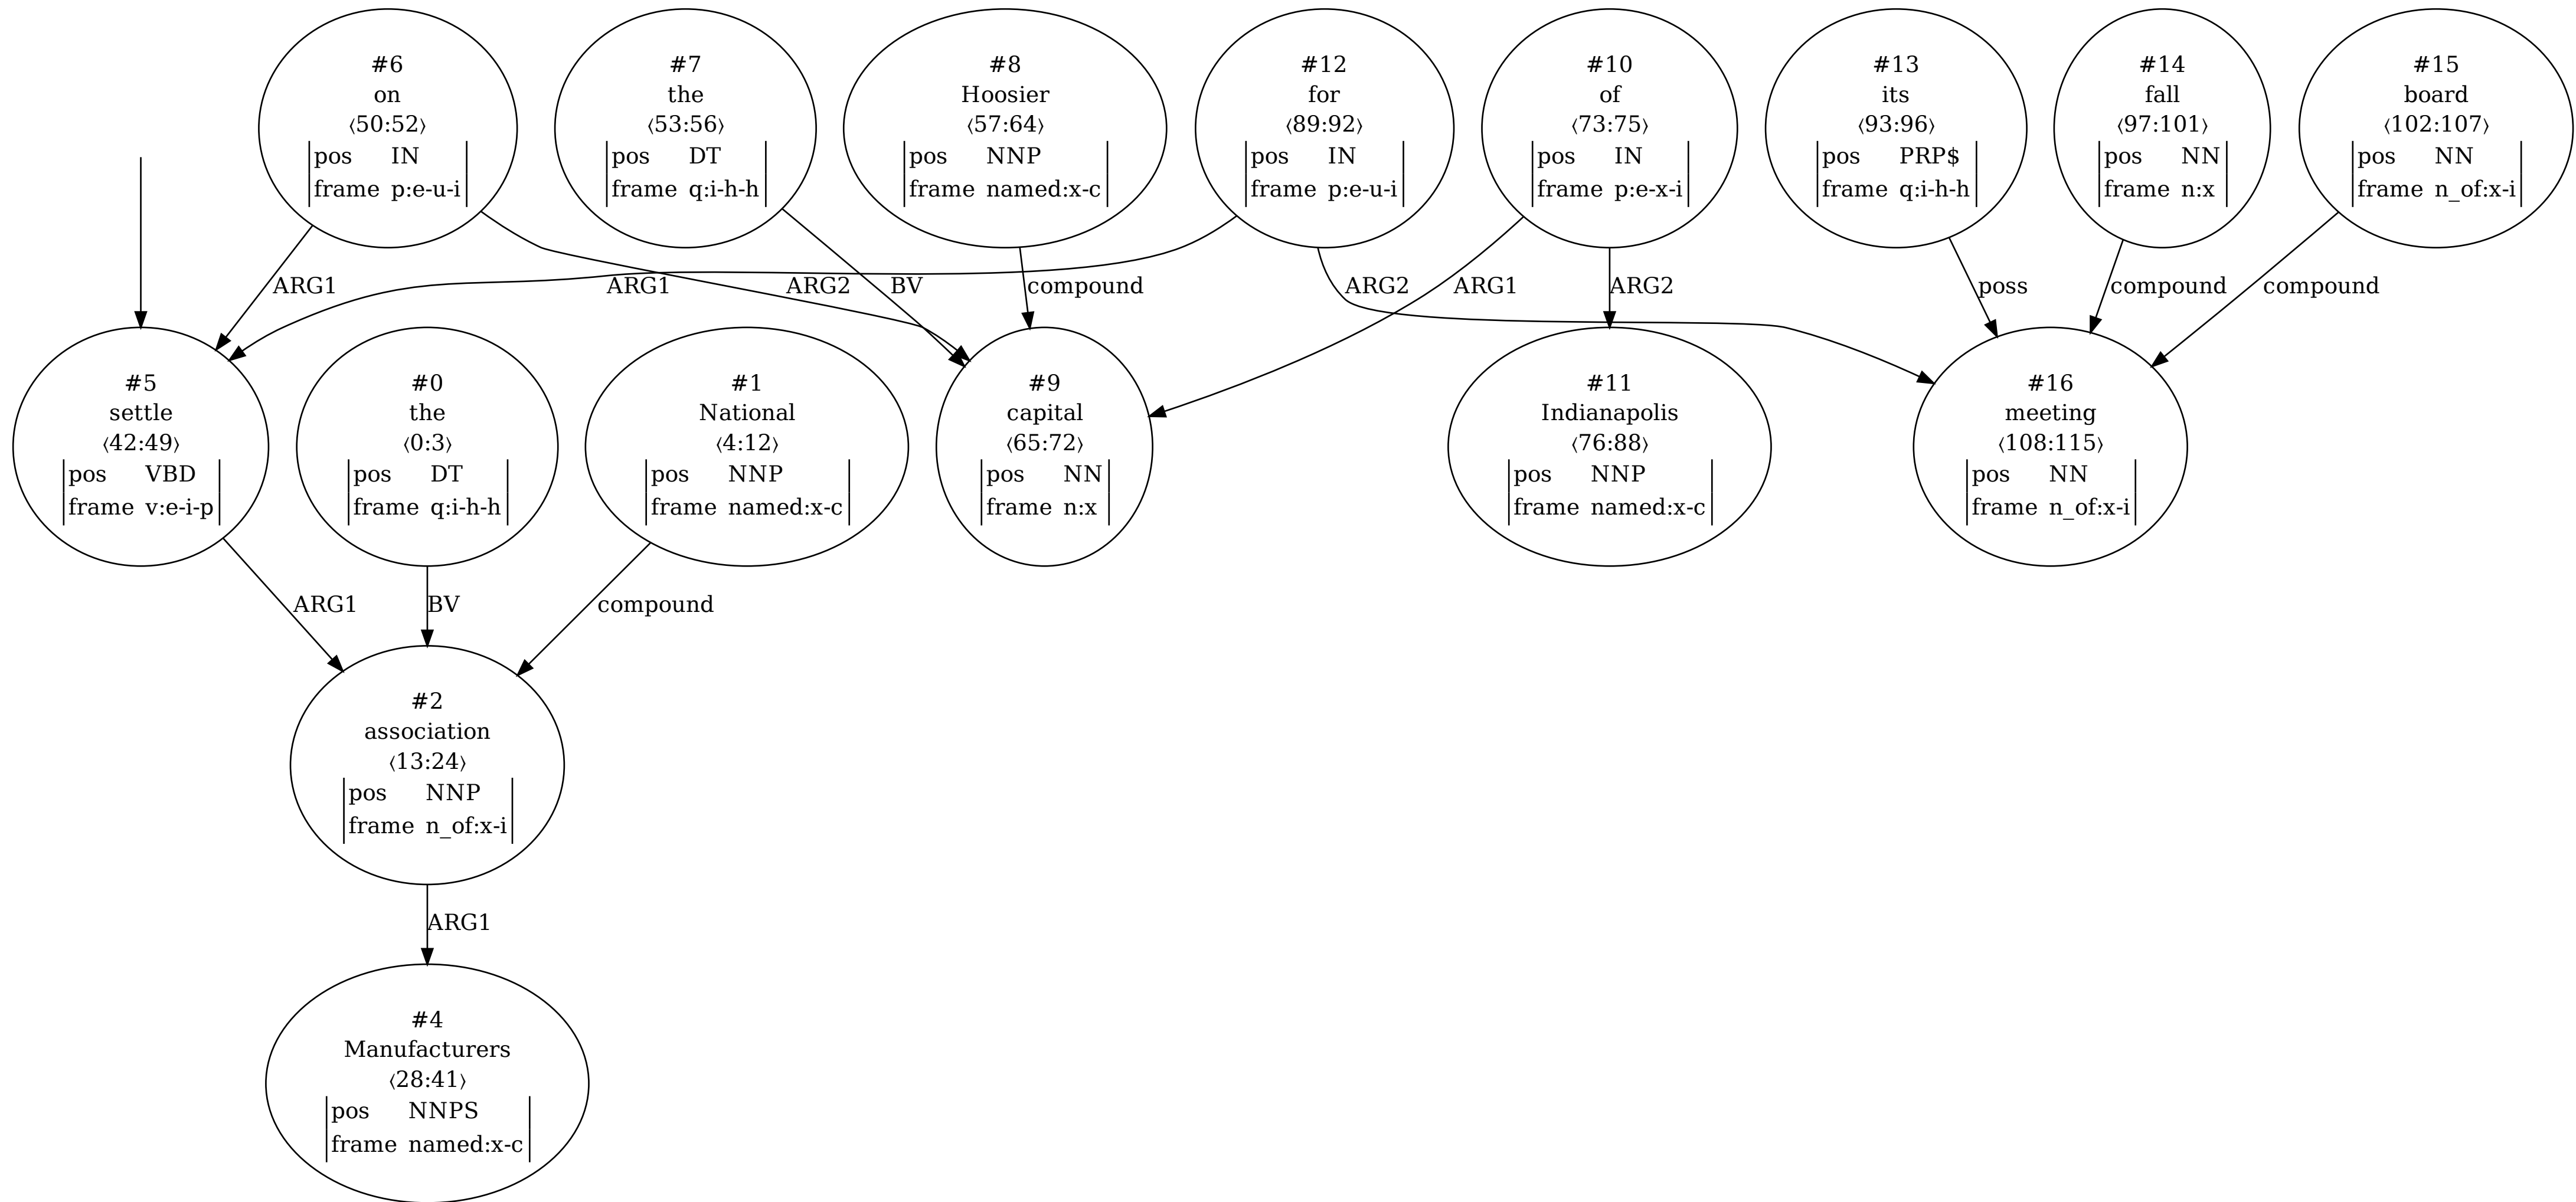 #6
on
⟨50:52⟩
pos IN
frame p:e-u-i
#7
the
⟨53:56⟩
pos DT
frame q:i-h-h
#8
Hoosier
⟨57:64⟩
pos NNP
frame named:x-c
#12
for
⟨89:92⟩
pos IN
frame p:e-u-i
#10
of
⟨73:75⟩
pos IN
frame p:e-x-i
#13
its
⟨93:96⟩
pos PRP$
frame q:i-h-h
#14
fall
⟨97:101⟩
pos NN
frame n:x
#15
board
⟨102:107⟩
pos NN
frame n_of:x-i
ARG1
ARG1
ARG2
BV
compound
ARG2
ARG1
ARG2
poss
compound
compound
#5
settle
⟨42:49⟩
pos VBD
frame v:e-i-p
#0
the
⟨0:3⟩
pos DT
frame q:i-h-h
#1
National
⟨4:12⟩
pos NNP
frame named:x-c
#9
capital
⟨65:72⟩
pos NN
frame n:x
#11
Indianapolis
⟨76:88⟩
pos NNP
frame named:x-c
#16
meeting
⟨108:115⟩
pos NN
frame n_of:x-i
ARG1
BV
compound
#2
association
⟨13:24⟩
pos NNP
frame n_of:x-i
ARG1
#4
Manufacturers
⟨28:41⟩
pos NNPS
frame named:x-c